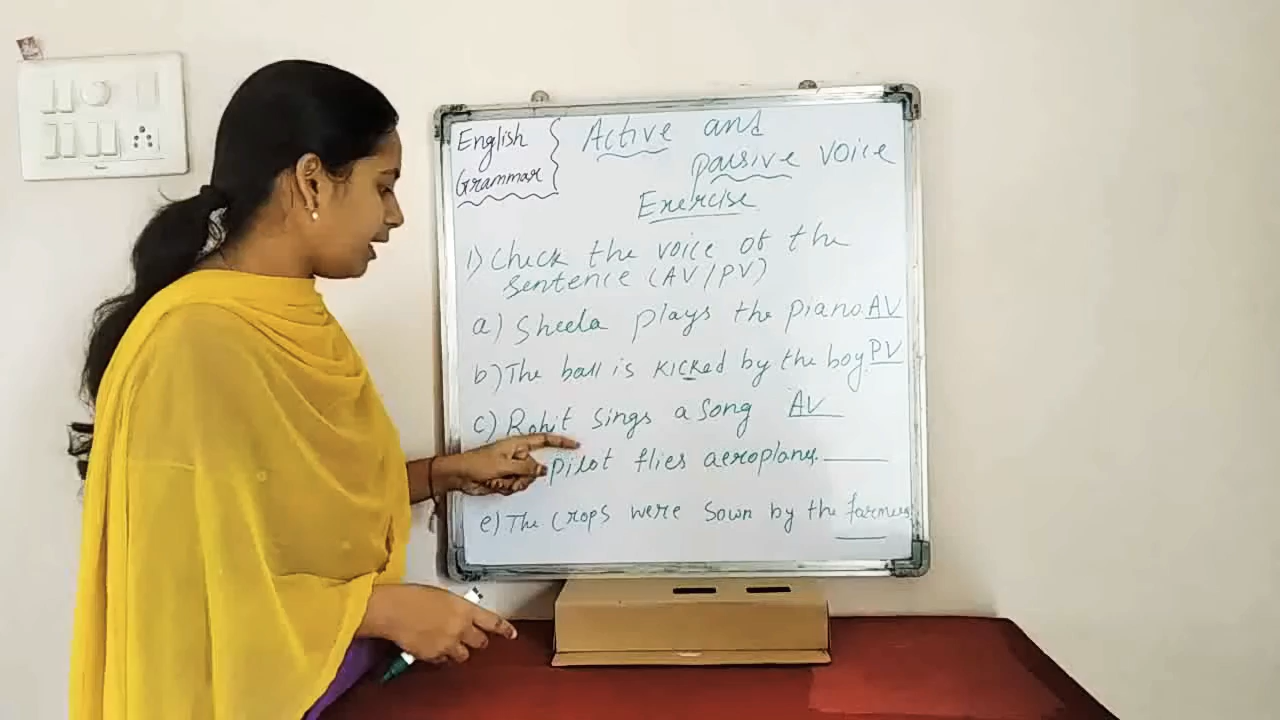 English
Grammar
Active and
passive voice
Exercise
1) Check the voice of the
sentence (AV/PV)
a) Sheela plays the piano AV
b) The ball is kicked by the boy. PV
c) Rohit sings a song AV
pilot flies aeroplanes.
e) The crops were sown by the farmers